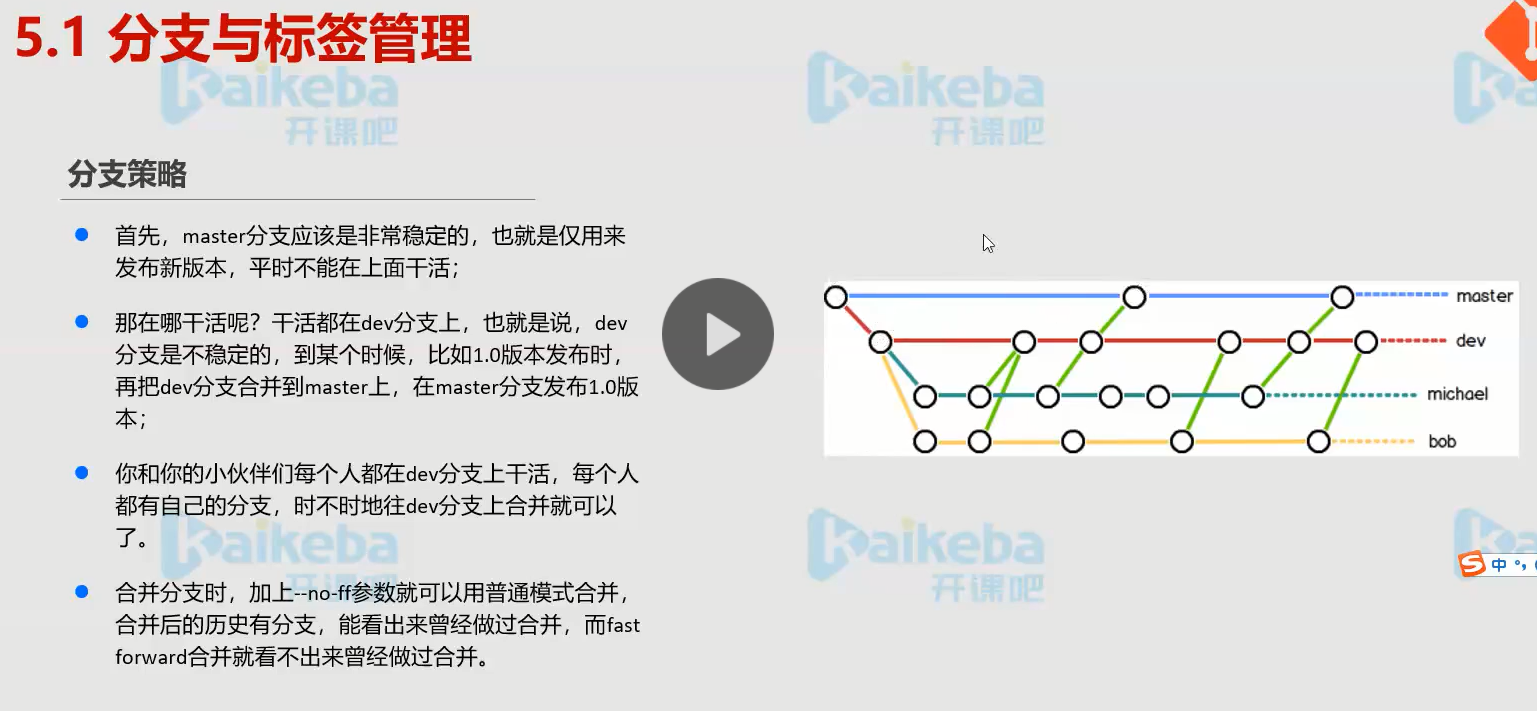 5.1 分支与标签管理
kaikeba
开课吧
kaikeba
开课吧
分支策略
首先，master分支应该是非常稳定的，也就是仅用来
发布新版本，平时不能在上面干活；
那在哪干活呢？干活都在dev分支上，也就是说，dev
分支是不稳定的，到某个时候，比如1.0版本发布时，
再把dev分支合并到master上，在master分支发布1.0版
本；
你和你的小伙伴们每个人都在dev分支上干活，每个人
都有自己的分支，时不时地往dev分支上合并就可以
了。
合并分支时，加上--no-ff参数就可以用普通模式合并，
合并后的历史有分支，能看出来曾经做过合并，而fast
forward合并就看不出来曾经做过合并。
master
dev
michael
bob
kaikeba
开课吧
kaikeba
开课吧
S 中 °,